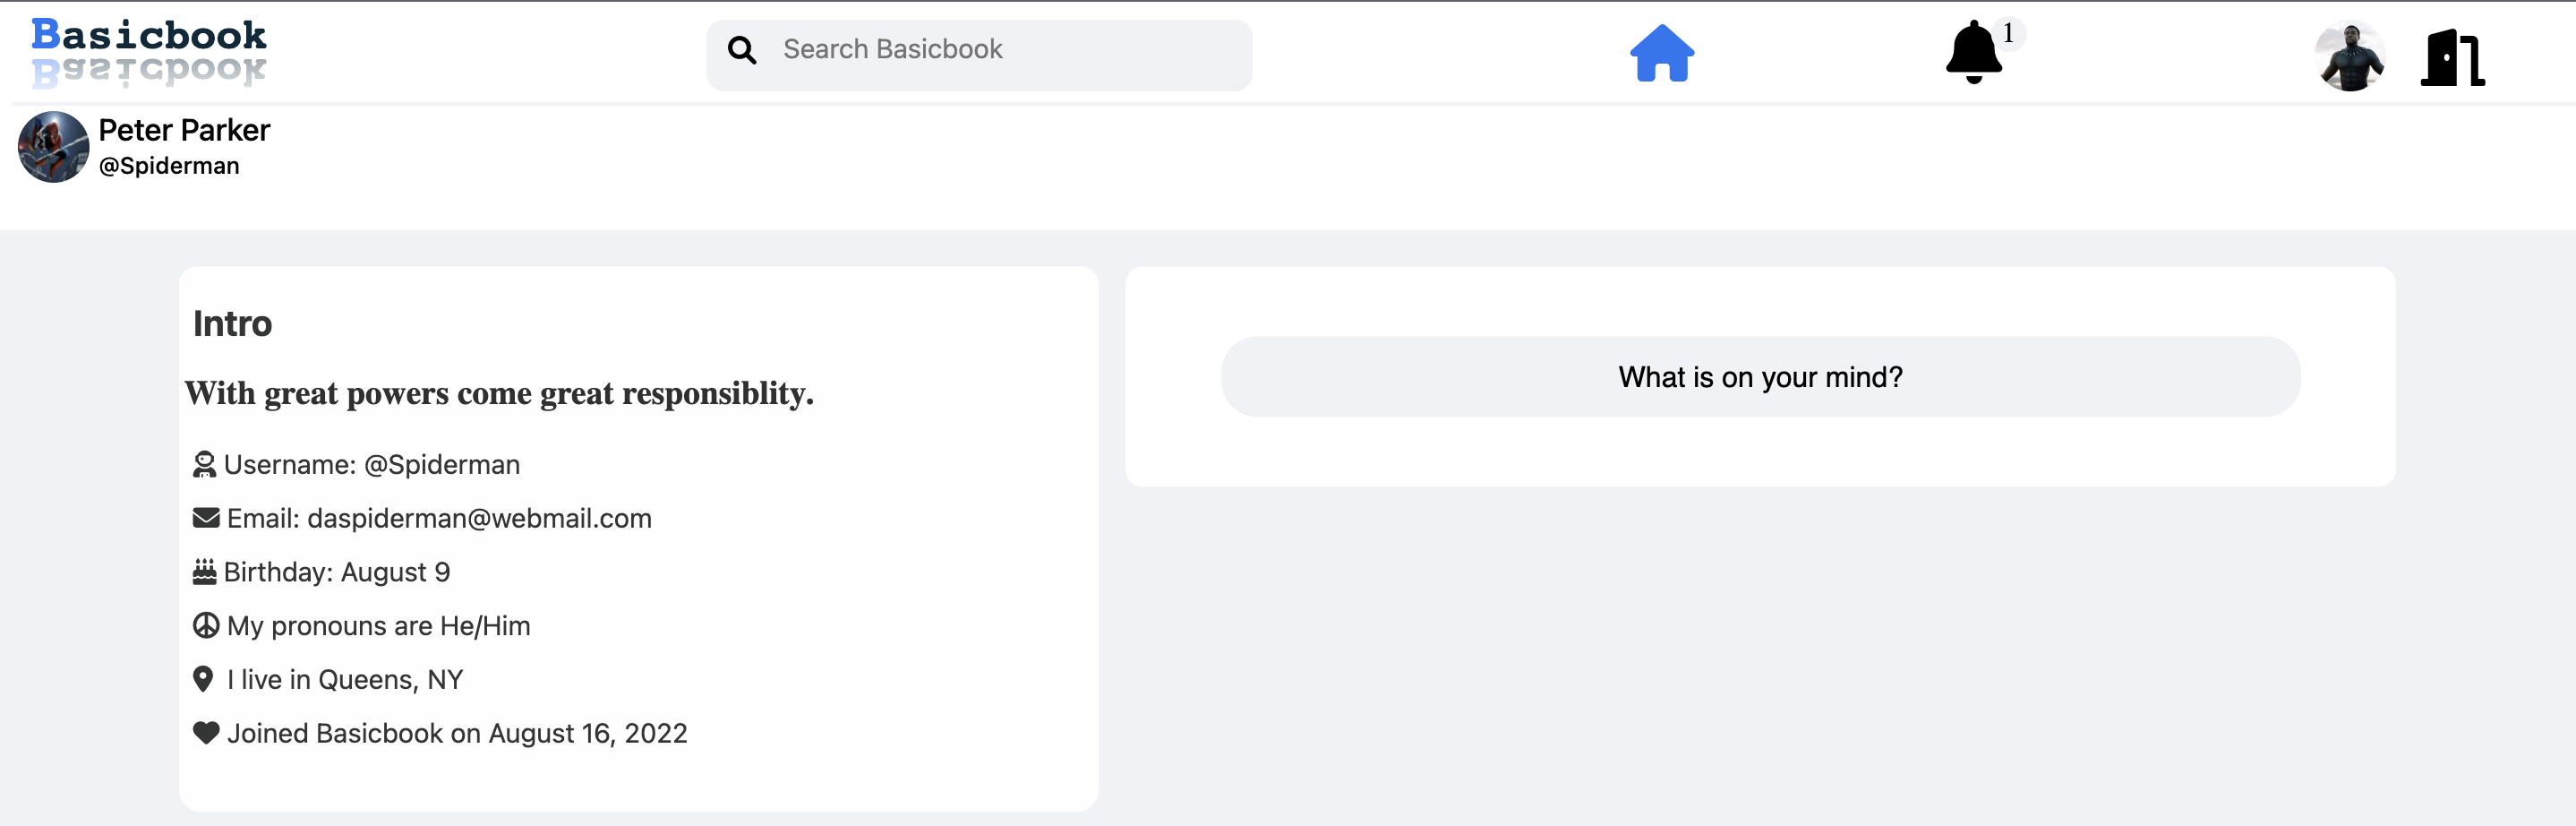 Basicbook
Search Basicbook
1
Peter Parker
@Spiderman
Intro
With great powers come great responsiblity.
Username: @Spiderman
Email: daspiderman@webmail.com
Birthday: August 9
My pronouns are He/Him
I live in Queens, NY
Joined Basicbook on August 16, 2022
What is on your mind?